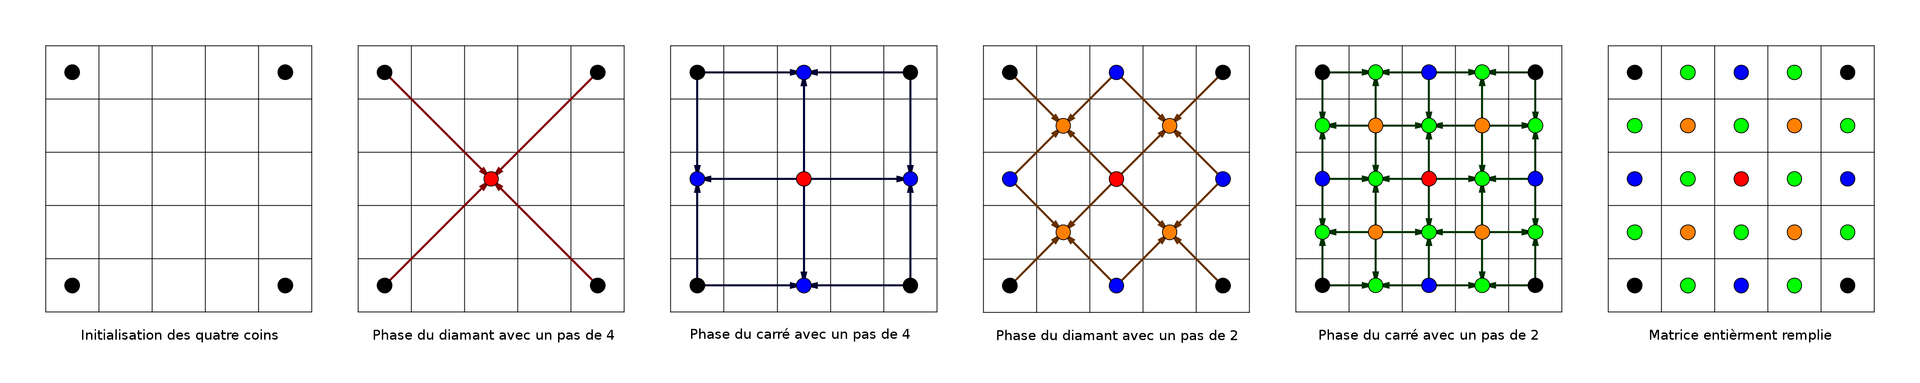 Initialisation des quatre coins
Phase du diamant avec un pas de 4
Phase du carré avec un pas de 4
Phase du diamant avec un pas de 2
Phase du carré avec un pas de 2
Matrice entièrment remplie